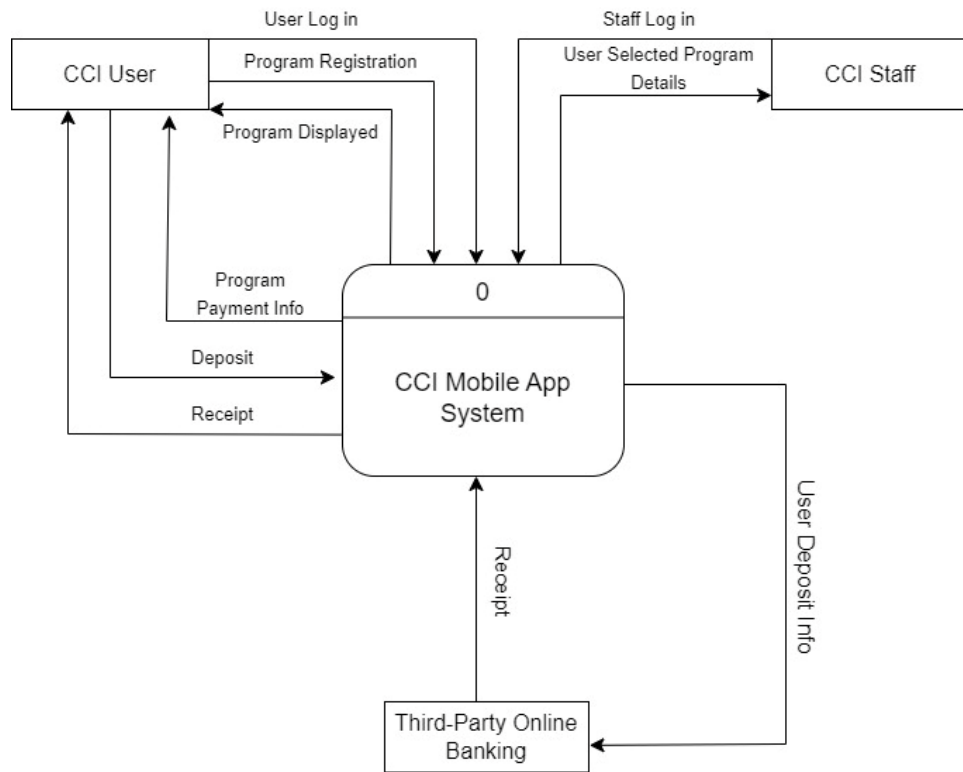 User Log in
Staff Log in
CCI User
Program Registration
User Selected Program
Details
CCI Staff
Program Displayed
Program
Payment Info
0
Deposit
CCI Mobile App
System
Receipt
User Deposit Info
Receipt
Third-Party Online
Banking